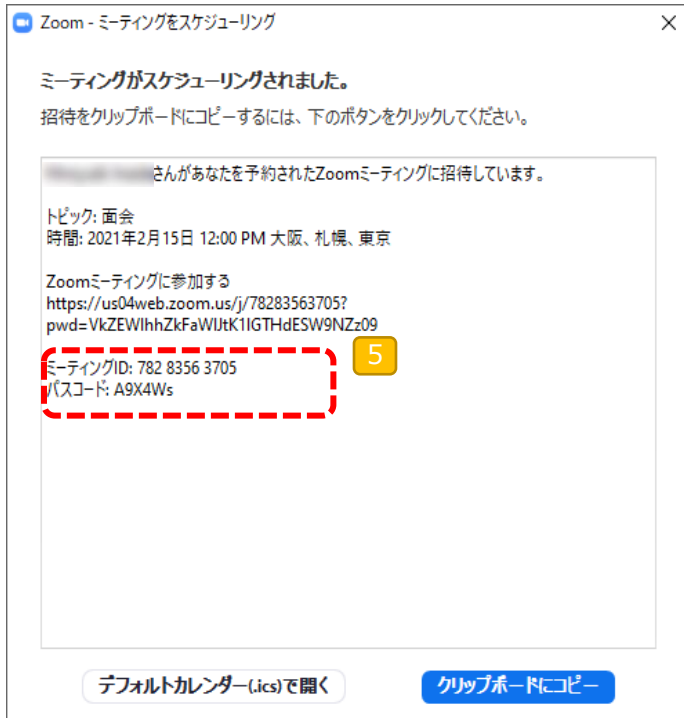 Zoom - ミーティングをスケジューリング
ミーティングがスケジューリングされました。
招待をクリップボードにコピーするには、下のボタンをクリックしてください。
さんがあなたを予約されたZoomミーティングに招待しています。
トピック: 面会
時間: 2021年2月15日 12:00 PM 大阪、札幌、東京
Zoomミーティングに参加する
https://us04web.zoom.us/j/78283563705?
pwd=VkZEWlhhZkFaWlJtK1lGTHdESW9NZz09
5
ミーティングID: 782 8356 3705
パスコード: A9X4Ws
デフォルトカレンダー(.ics)で開く
クリップボードにコピー